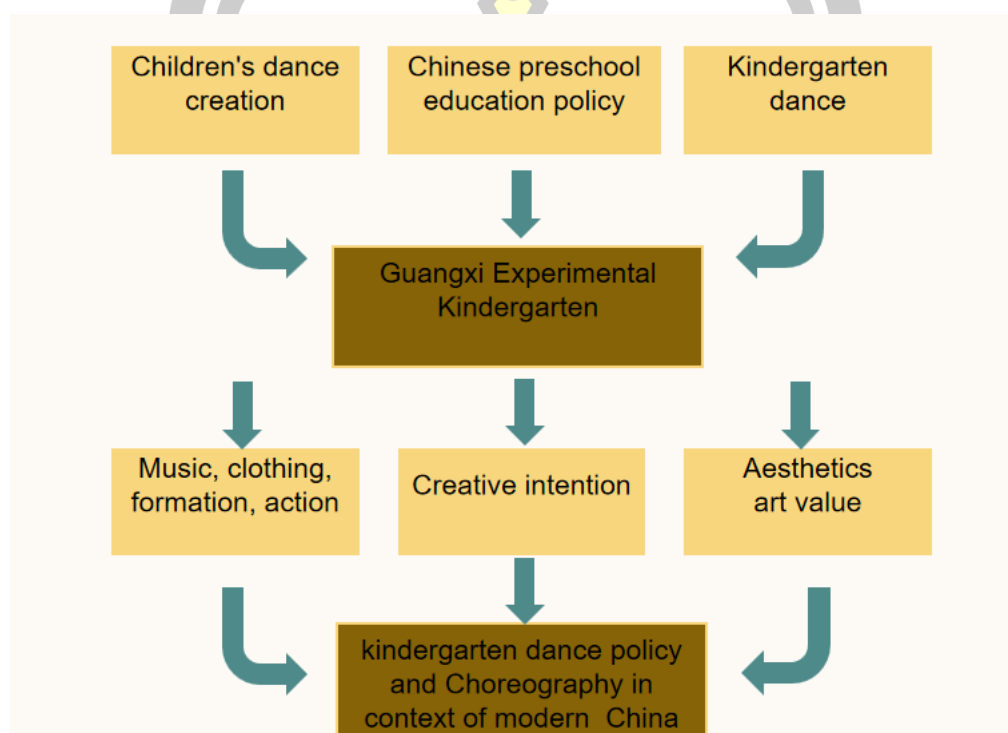 Children's dance
creation
Chinese preschool
education policy
Kindergarten
dance
Guangxi Experimental
Kindergarten
Music, clothing,
formation, action
Creative intention
Aesthetics
art value
kindergarten dance policy
and Choreography in
context of modern China